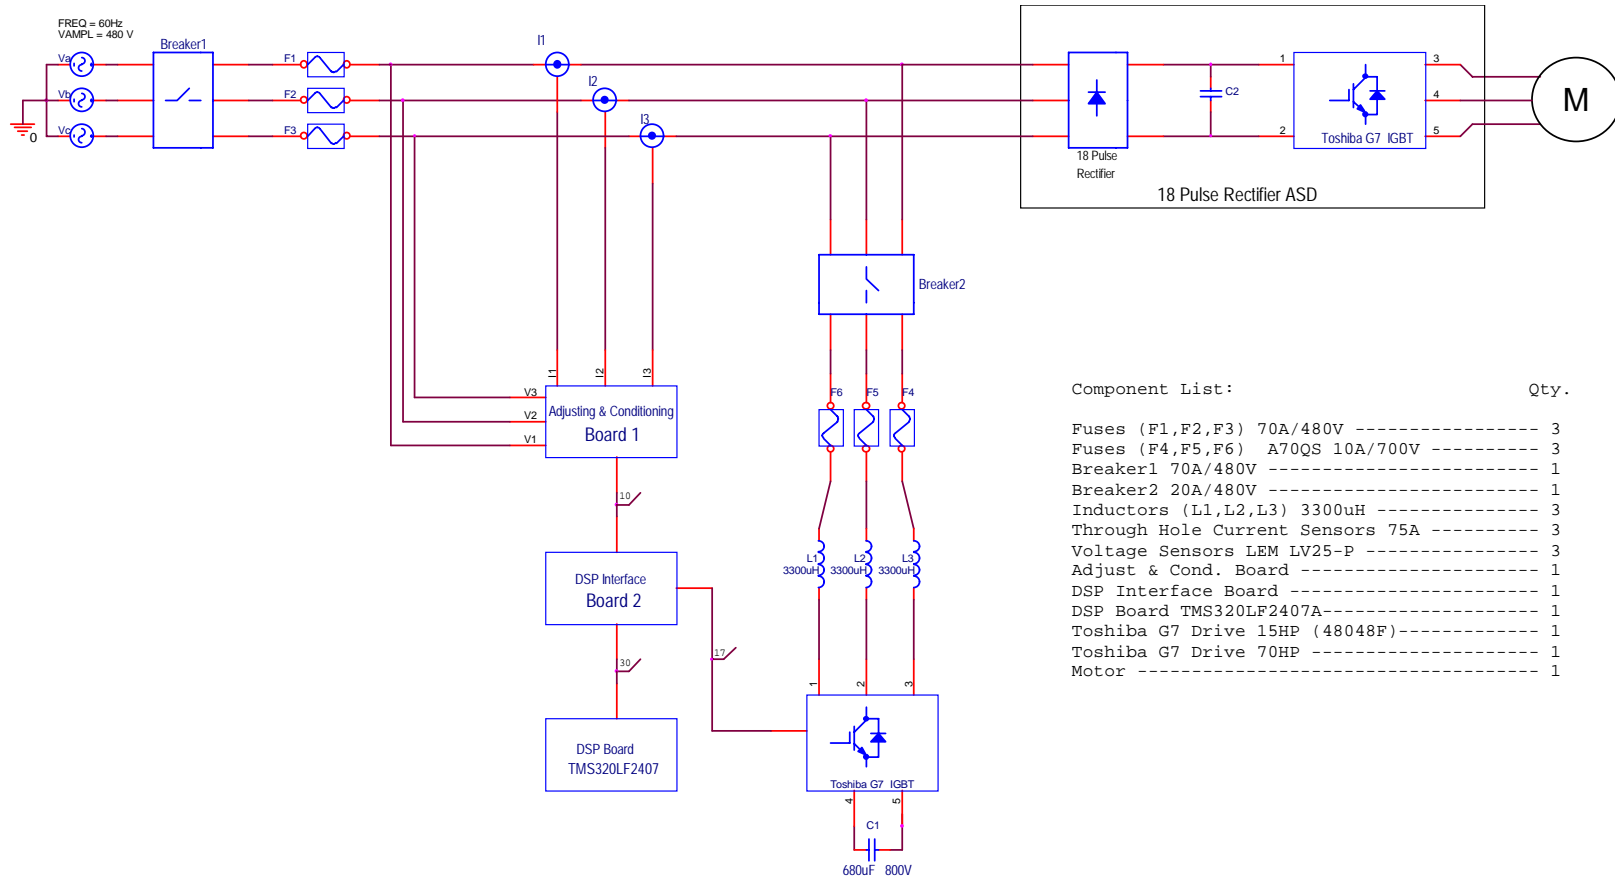 FREQ = 60Hz
VAMPL = 480 V
Va
Vb
Vc
0
Breaker1
F1
F2
F3
I1
I2
I3
18 Pulse
Rectifier
C2
1
2
3
4
5
Toshiba G7 IGBT
18 Pulse Rectifier ASD
M
Breaker2
F6
F5
F4
I1
I2
I3
V3
V2
V1
Adjusting & Conditioning
Board 1
10
DSP Interface
Board 2
30
17
DSP Board
TMS320LF2407
L1
3300uH
L2
3300uH
L3
3300uH
1
2
3
Toshiba G7 IGBT
4
5
C1
680uF 800V
Component List: Qty.
Fuses (F1,F2,F3) 70A/480V ----------------- 3
Fuses (F4,F5,F6) A70QS 10A/700V ---------- 3
Breaker1 70A/480V ------------------------ 1
Breaker2 20A/480V ------------------------ 1
Inductors (L1,L2,L3) 3300uH -------------- 3
Through Hole Current Sensors 75A ---------- 3
Voltage Sensors LEM LV25-P --------------- 3
Adjust & Cond. Board --------------------- 1
DSP Interface Board ---------------------- 1
DSP Board TMS320LF2407A------------------- 1
Toshiba G7 Drive 15HP (48048F)------------ 1
Toshiba G7 Drive 70HP -------------------- 1
Motor ---------------------------------- 1